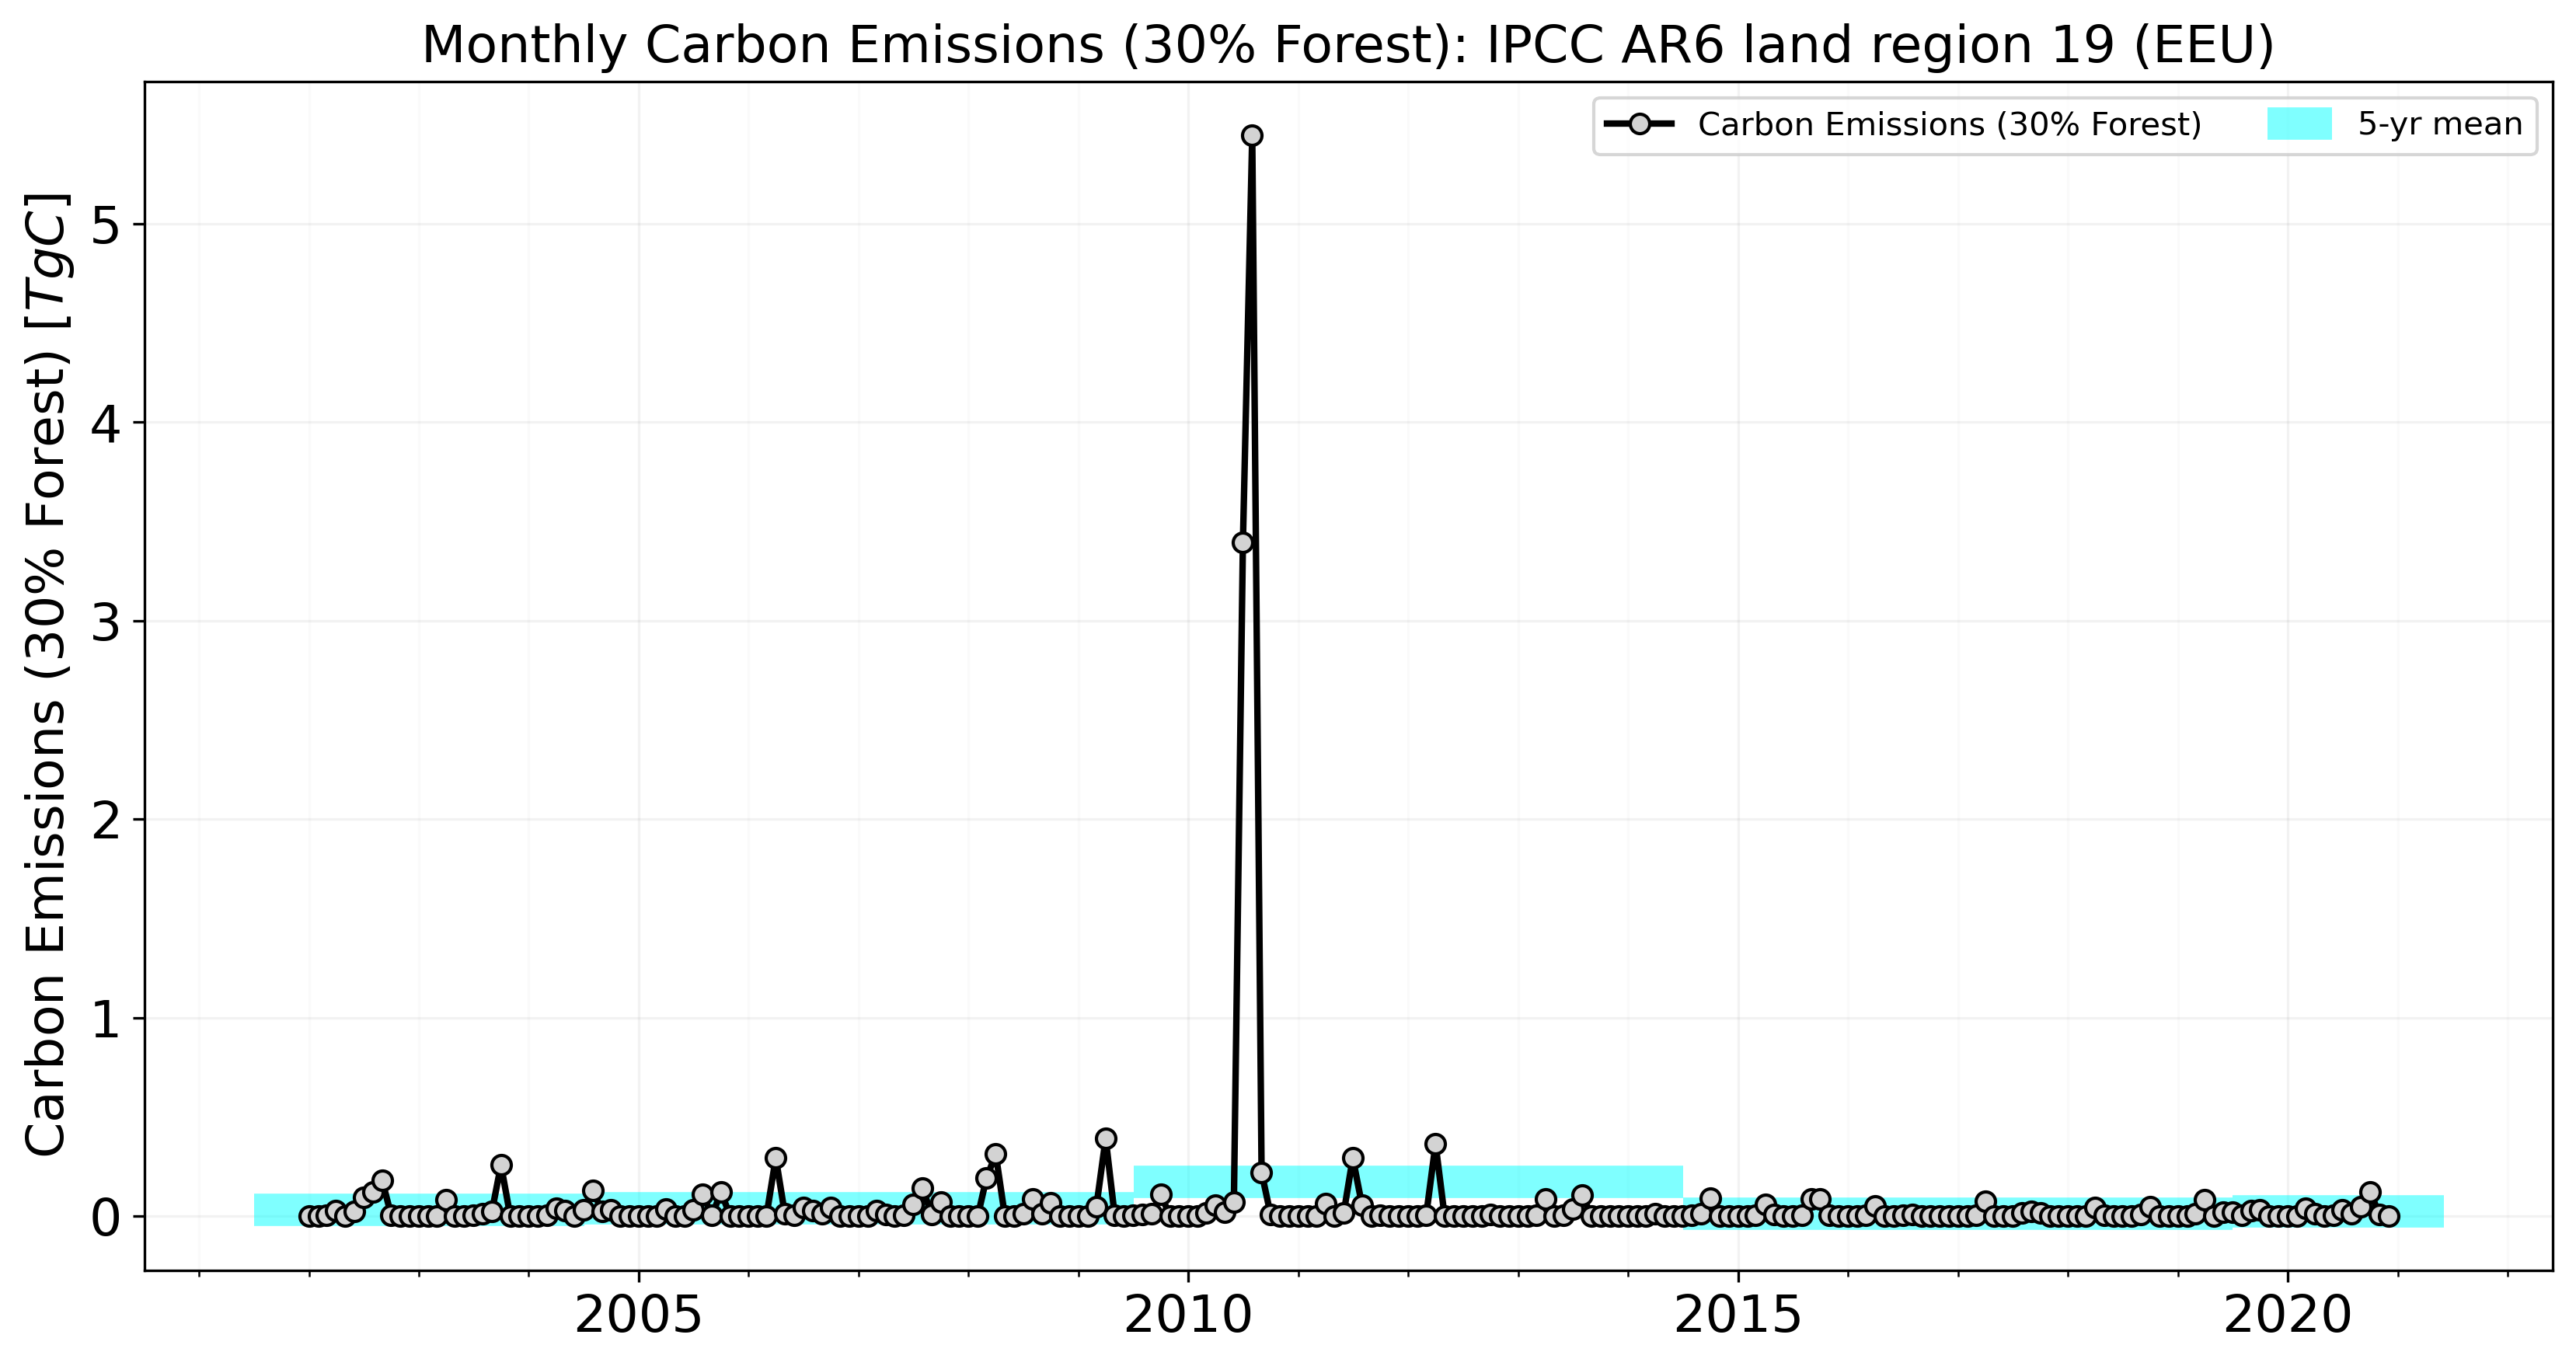 Monthly Carbon Emissions (30% Forest): IPCC AR6 land region 19 (EEU)
Carbon Emissions (30% Forest)
5-yr mean
Carbon Emissions (30% Forest) [TgC]
5
4
3
2
1
0
2005
2010
2015
2020